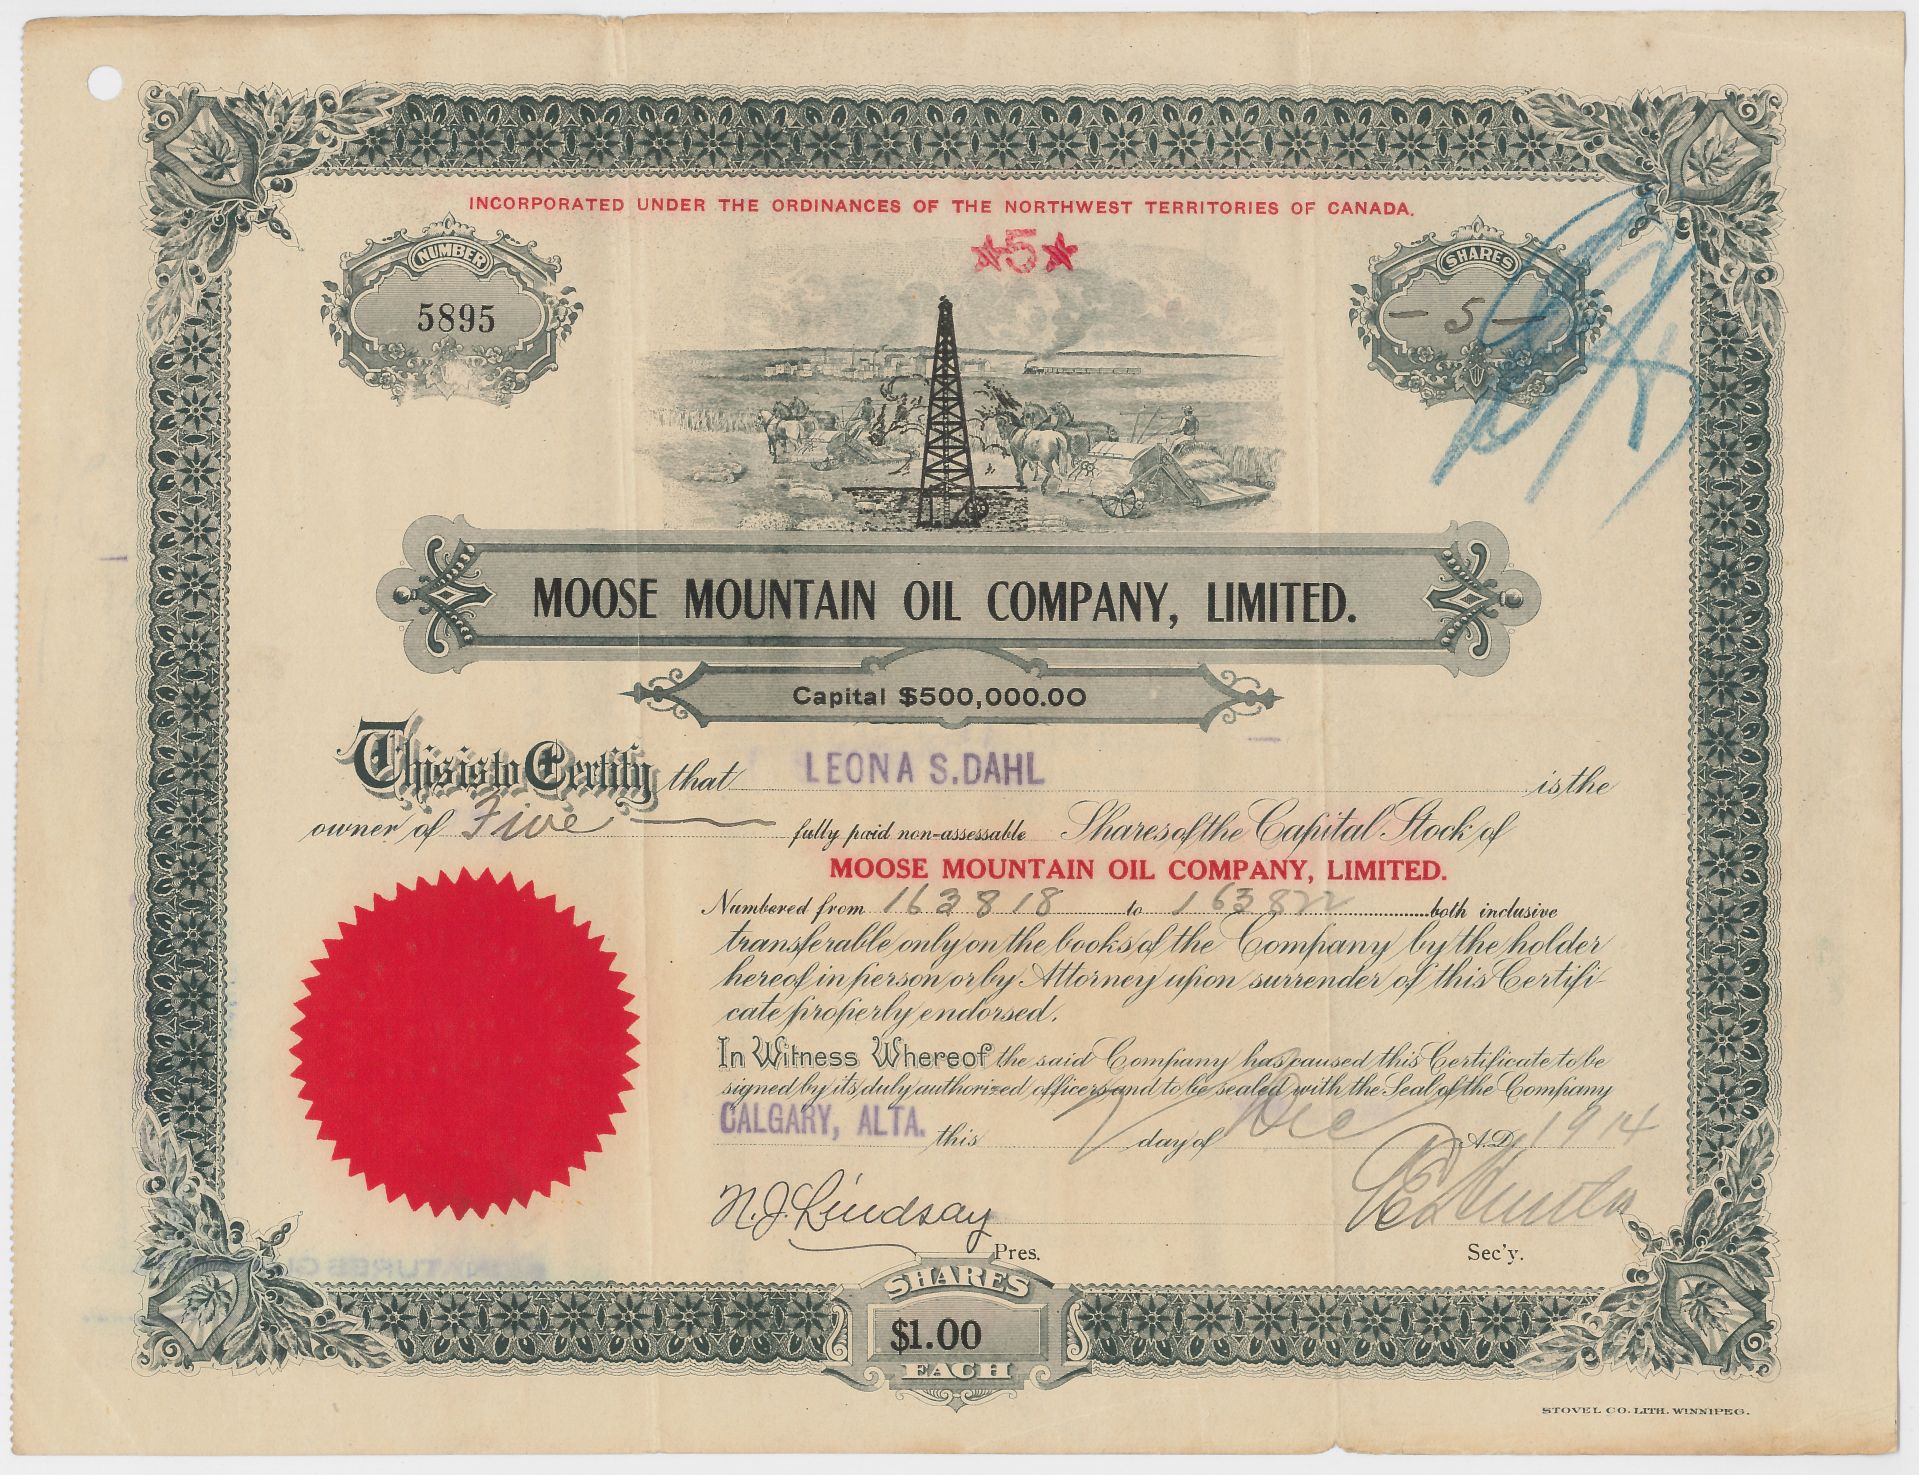 INCORPORATED UNDER THE ORDINANCES OF THE NORTHWEST TERRITORIES OF CANADA.
*5*
NUMBER
5895
SHARES
— 5 —
MOOSE MOUNTAIN OIL COMPANY, LIMITED.
Capital $500,000.00
This is to Certify that LEONA S. DAHL is the
owner of Five fully paid non-assessable Shares of the Capital Stock of
MOOSE MOUNTAIN OIL COMPANY, LIMITED.
Numbered from 163818 to 163822 both inclusive
transferable only on the books of the Company by the holder
hereof in person or by Attorney upon surrender of this Certifi-
cate properly endorsed.
In Witness Whereof the said Company has caused this Certificate to be
signed by its duly authorized officers and to be sealed with the Seal of the Company
CALGARY, ALTA. this 7 day of Dec A.D. 1914
N. J. Lindsay
Pres.
Sec'y.
SHARES
$1.00
EACH
STOVEL CO. LITH. WINNIPEG.